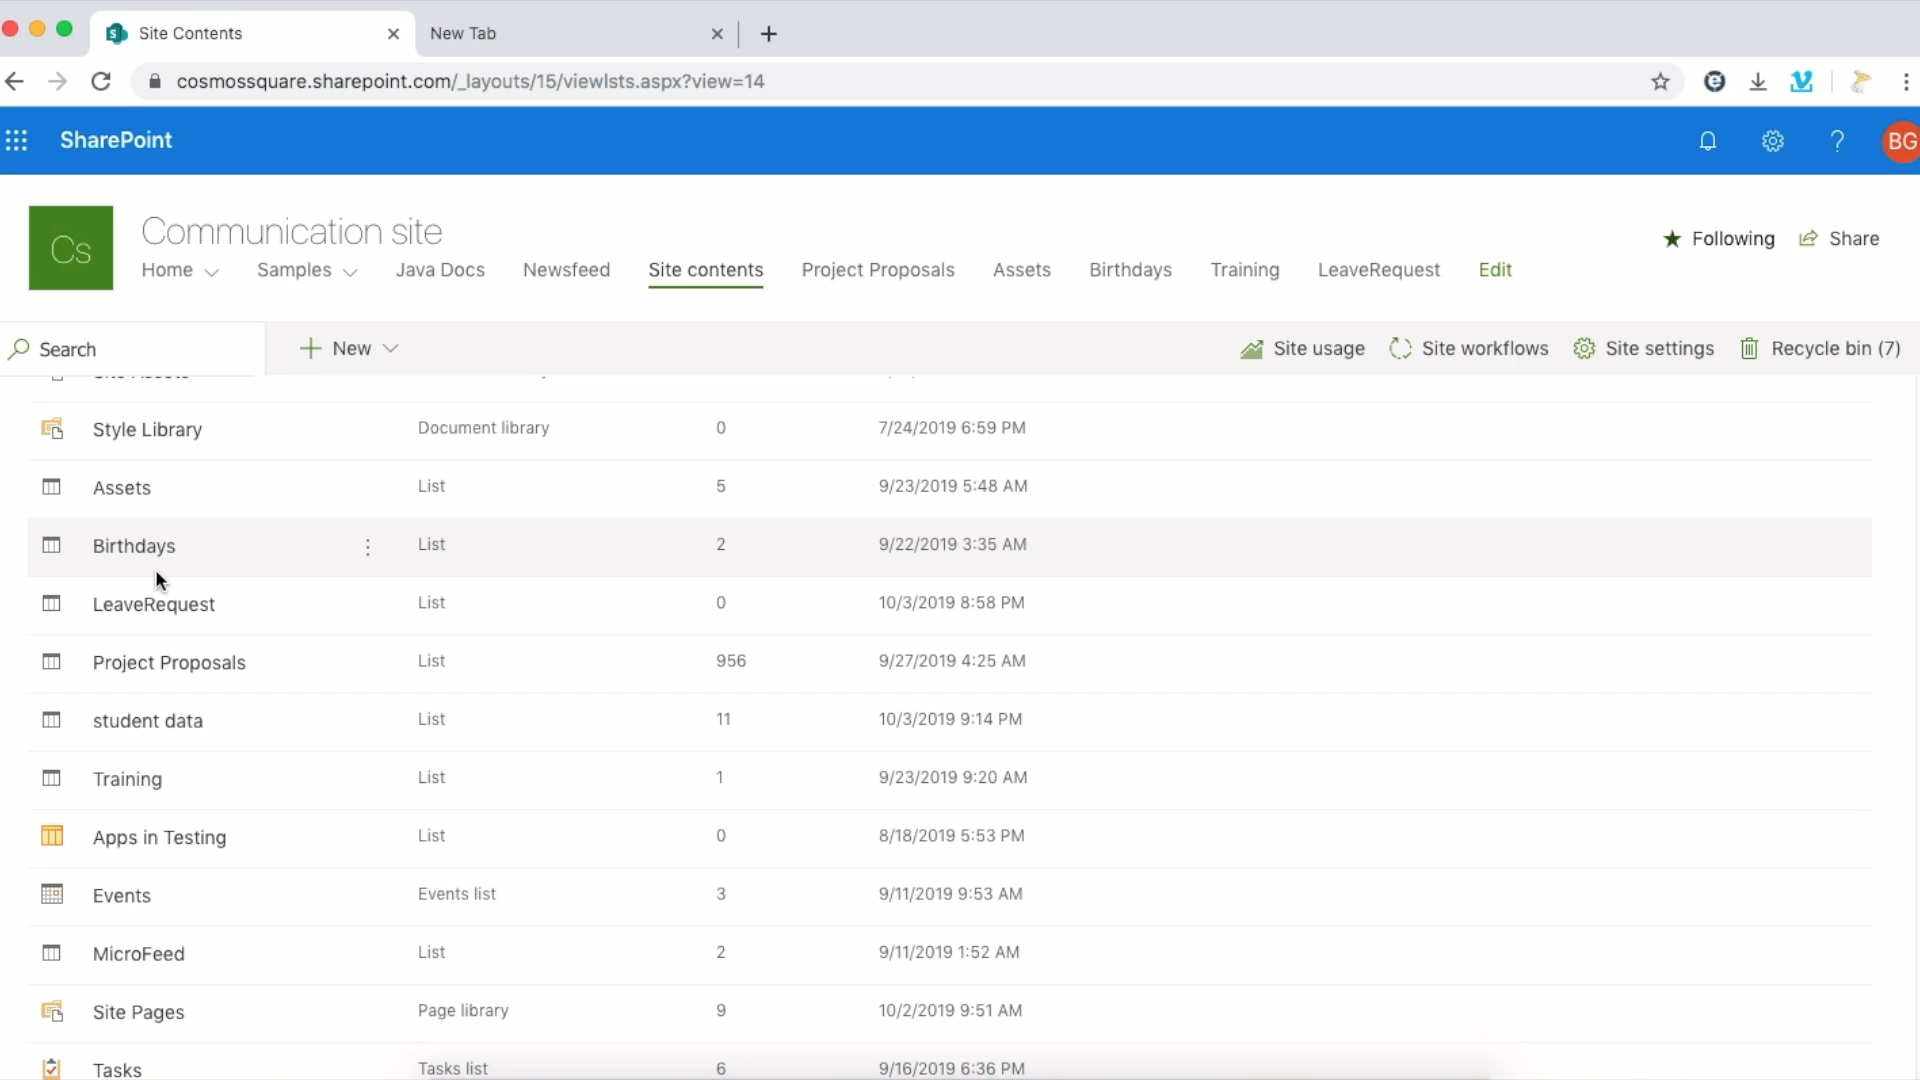 Site Contents
New Tab
cosmossquare.sharepoint.com/_layouts/15/viewlsts.aspx?view=14
SharePoint
BG
Cs
Communication site
Following Share
Home Samples Java Docs Newsfeed Site contents Project Proposals Assets Birthdays Training LeaveRequest Edit
Search New Site usage Site workflows Site settings Recycle bin (7)
Style Library Document library 0 7/24/2019 6:59 PM
Assets List 5 9/23/2019 5:48 AM
Birthdays List 2 9/22/2019 3:35 AM
LeaveRequest List 0 10/3/2019 8:58 PM
Project Proposals List 956 9/27/2019 4:25 AM
student data List 11 10/3/2019 9:14 PM
Training List 1 9/23/2019 9:20 AM
Apps in Testing List 0 8/18/2019 5:53 PM
Events Events list 3 9/11/2019 9:53 AM
MicroFeed List 2 9/11/2019 1:52 AM
Site Pages Page library 9 10/2/2019 9:51 AM
Tasks Tasks list 6 9/16/2019 6:36 PM